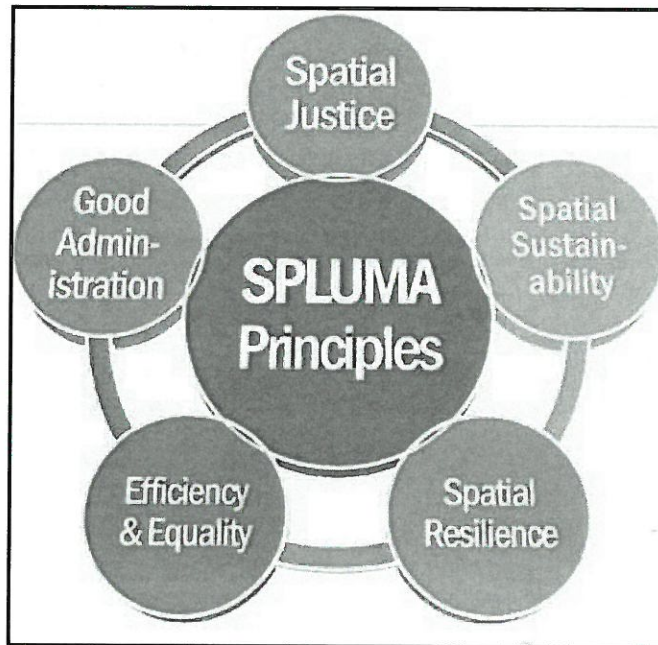 Spatial
Justice
Good
Admin-
istration
Spatial
Sustain-
ability
SPLUMA
Principles
Efficiency
& Equality
Spatial
Resilience